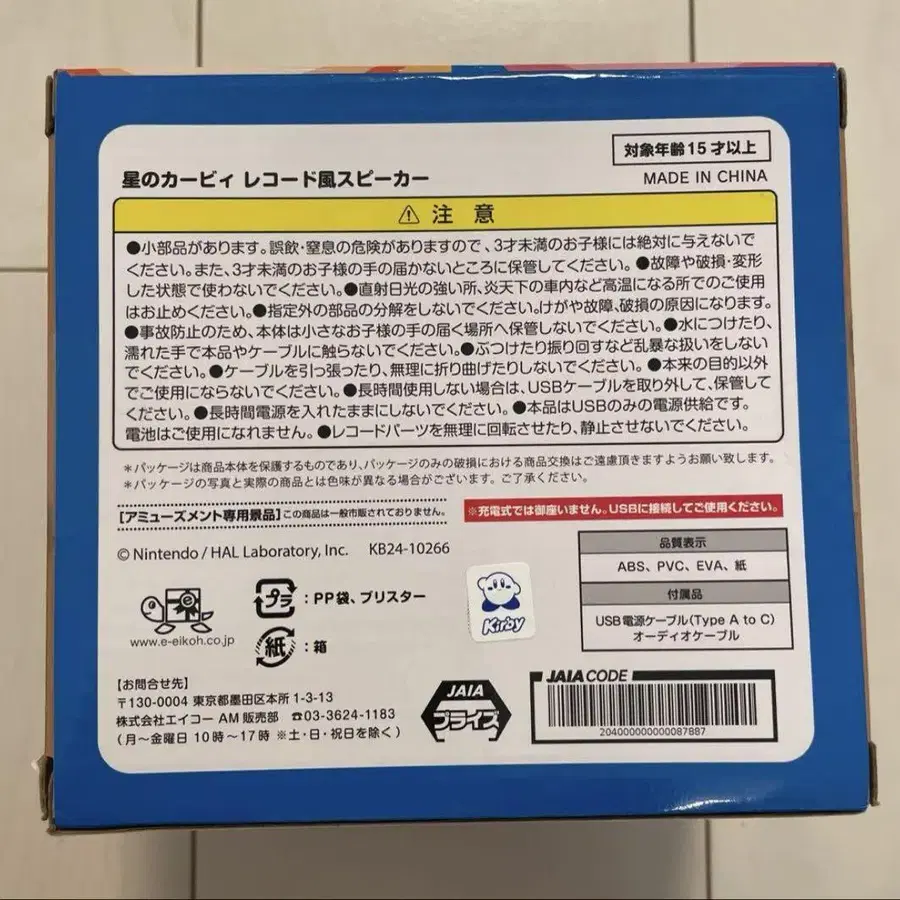 対象年齢15才以上
星のカービィ レコード風スピーカー
MADE IN CHINA
⚠ 注 意
●小部品があります。誤飲・窒息の危険がありますので、3才未満のお子様には絶対に与えないで
ください。また、3才未満のお子様の手の届かないところに保管してください。●故障や破損・変形
した状態で使わないでください。●直射日光の強い所、炎天下の車内など高温になる所でのご使用
はお止めください。●指定外の部品の分解をしないでください。けがや故障、破損の原因になります。
●事故防止のため、本体は小さなお子様の手の届く場所へ保管しないでください。●水につけたり、
濡れた手で本品やケーブルに触らないでください。●ぶつけたり振り回すなど乱暴な扱いをしない
でください。●ケーブルを引っ張ったり、無理に折り曲げたりしないでください。●本来の目的以外
でご使用にならないでください。●長時間使用しない場合は、USBケーブルを取り外して、保管して
ください。●長時間電源を入れたままにしないでください。●本品はUSBのみの電源供給です。
電池はご使用になれません。●レコードパーツを無理に回転させたり、静止させないでください。
＊パッケージは商品本体を保護するものであり、パッケージのみの破損における商品交換はご遠慮頂きますようお願い致します。
＊パッケージの写真と実際の商品とは色味が異なる場合がございます。ご了承ください。
【アミューズメント専用景品】この商品は一般市販されておりません。
※充電式では御座いません。USBに接続してご使用ください。
© Nintendo / HAL Laboratory, Inc. KB24-10266
品質表示
ABS、PVC、EVA、紙
付属品
USB電源ケーブル(Type A to C)
オーディオケーブル
プラ：PP袋、ブリスター
紙：箱
www.e-eikoh.co.jp
Kirby
【お問合せ先】
〒130-0004 東京都墨田区本所 1-3-13
株式会社エイコー AM販売部 ☎03-3624-1183
(月〜金曜日 10時〜17時 ※土・日・祝日を除く)
JAIA
プライズ
JAIA CODE
204000000000087887